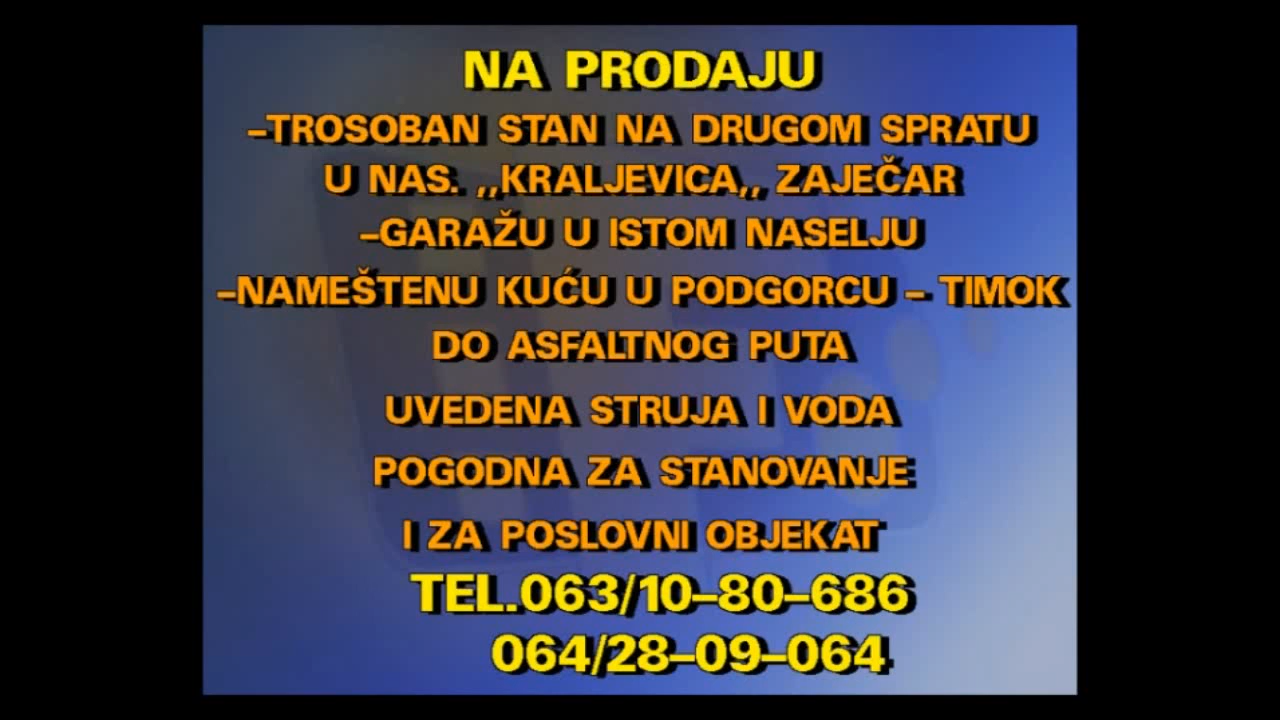 NA PRODAJU
–TROSOBAN STAN NA DRUGOM SPRATU
U NAS. ,,KRALJEVICA,, ZAJEČAR
–GARAŽU U ISTOM NASELJU
–NAMEŠTENU KUĆU U PODGORCU – TIMOK
DO ASFALTNOG PUTA
UVEDENA STRUJA I VODA
POGODNA ZA STANOVANJE
I ZA POSLOVNI OBJEKAT
TEL.063/10–80–686
064/28–09–064